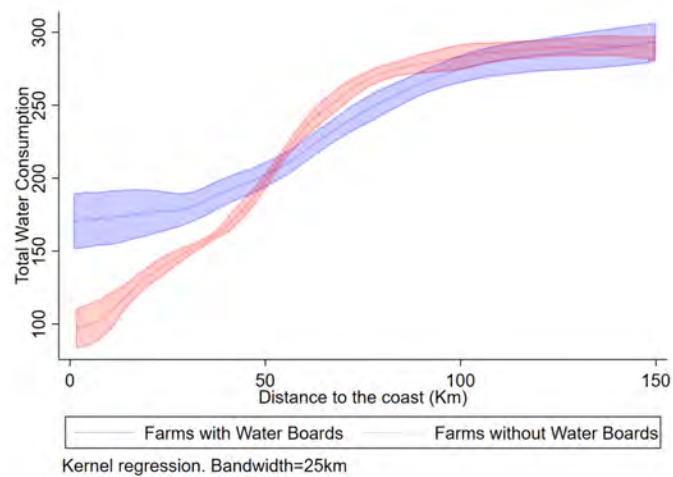 300
250
200
150
100
Total Water Consumption
0
50
100
150
Distance to the coast (Km)
Farms with Water Boards
Farms without Water Boards
Kernel regression. Bandwidth=25km